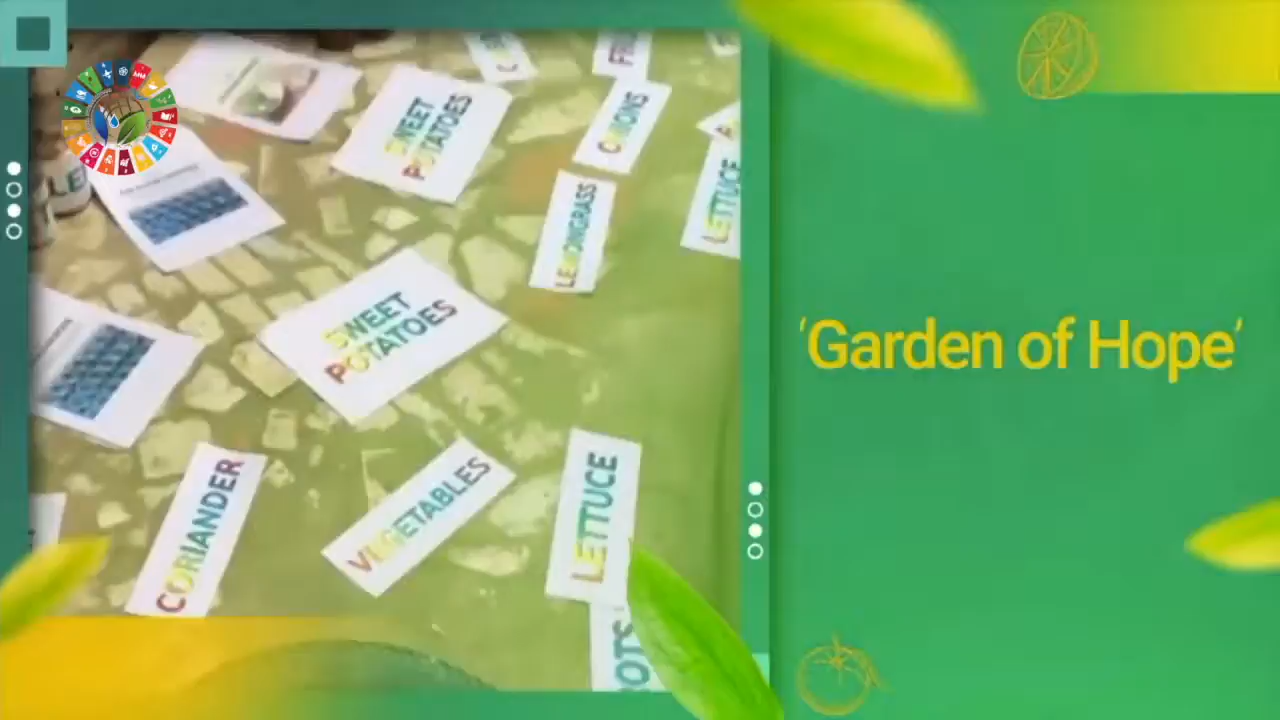 SWEET
POTATOES
ONIONS
LEMONGRASS
LETTUCE
SWEET
POTATOES
CORIANDER
VEGETABLES
LETTUCE
'Garden of Hope'